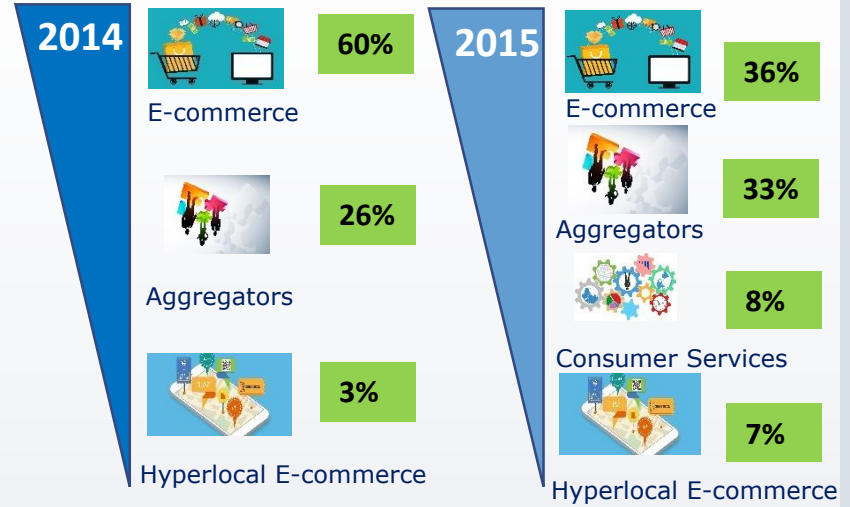 2014
60%
E-commerce
26%
Aggregators
3%
Hyperlocal E-commerce
2015
36%
E-commerce
33%
Aggregators
8%
Consumer Services
7%
Hyperlocal E-commerce